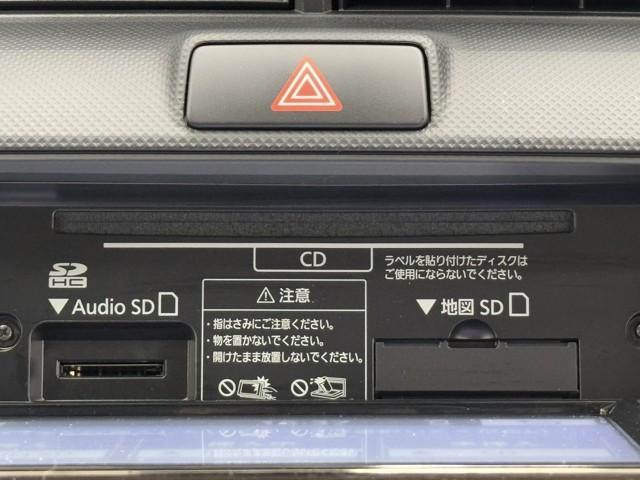 CD
ラベルを貼り付けたディスクは
ご使用にならないでください。
SD
HC
▼Audio SD
⚠注意
・指はさみにご注意ください。
・物を置かないでください。
・開けたまま放置しないでください。
▼地図 SD